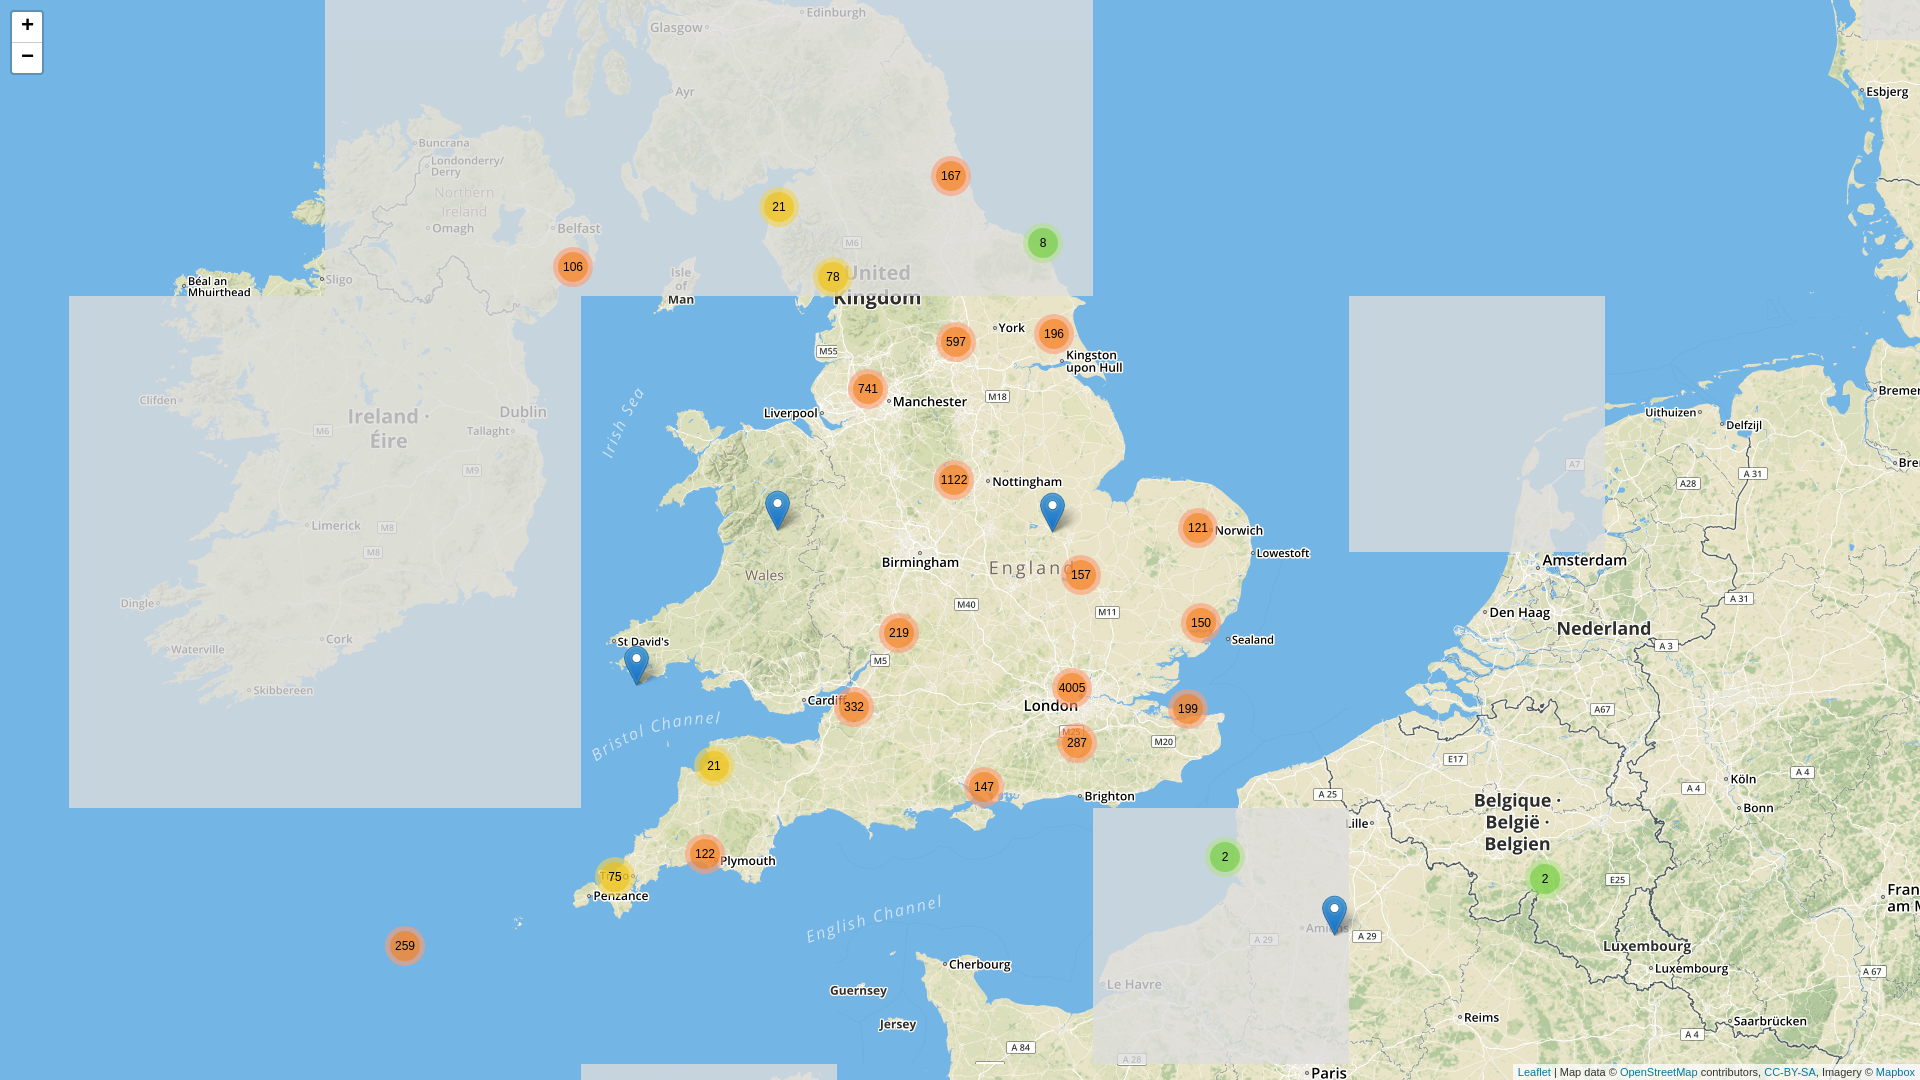 +
−
Glasgow
Edinburgh
Ayr
Esbjerg
Buncrana
Londonderry/
Derry
Northern
Ireland
Omagh
Belfast
167
21
8
106
M6
78
United
Kingdom
Isle
of
Man
Sligo
Béal an
Mhuirthead
York
196
597
M55
Kingston
upon Hull
741
Manchester
M18
Liverpool
Irish Sea
Clifden
Ireland ·
Éire
Dublin
Tallaght
M6
M9
Uithuizen
Delfzijl
A7
A 31
A28
1122
Nottingham
Limerick
M8
M8
121
Norwich
Lowestoft
Birmingham
England
157
Wales
Amsterdam
Den Haag
Nederland
A 31
A 3
Dingle
M40
M11
219
150
Sealand
Cork
Waterville
St David's
M5
Skibbereen
4005
London
Cardiff
332
199
A67
Bristol Channel
M25
287
M20
E17
21
147
Brighton
A 25
Köln
A 4
A 4
Bonn
Lille
Belgique ·
België ·
Belgien
122
Plymouth
2
2
E25
75
Penzance
English Channel
259
Amiens
A 29
A 29
Luxembourg
Luxembourg
Cherbourg
A 67
Le Havre
Guernsey
Jersey
Reims
Saarbrücken
A 84
A 28
A 4
A 4
Paris
Leaflet | Map data © OpenStreetMap contributors, CC-BY-SA, Imagery © Mapbox